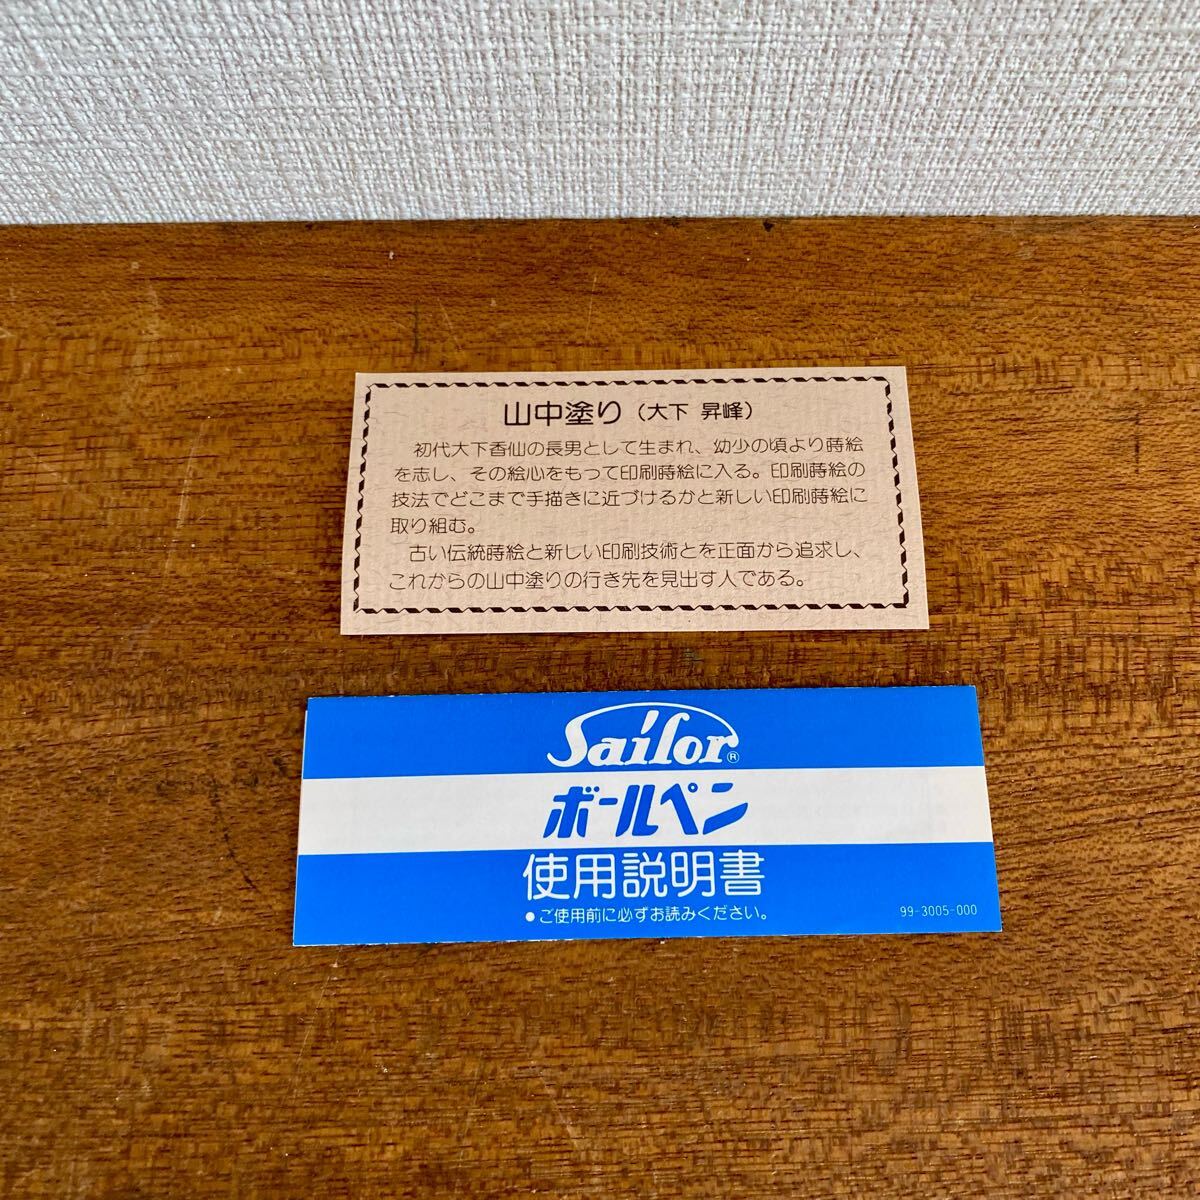 山中塗り（大下 昇峰）
初代大下香仙の長男として生まれ、幼少の頃より蒔絵
を志し、その絵心をもって印刷蒔絵に入る。印刷蒔絵の
技法でどこまで手描きに近づけるかと新しい印刷蒔絵に
取り組む。
古い伝統蒔絵と新しい印刷技術とを正面から追求し、
これからの山中塗りの行き先を見出す人である。
Sailor®
ボールペン
使用説明書
●ご使用前に必ずお読みください。
99-3005-000